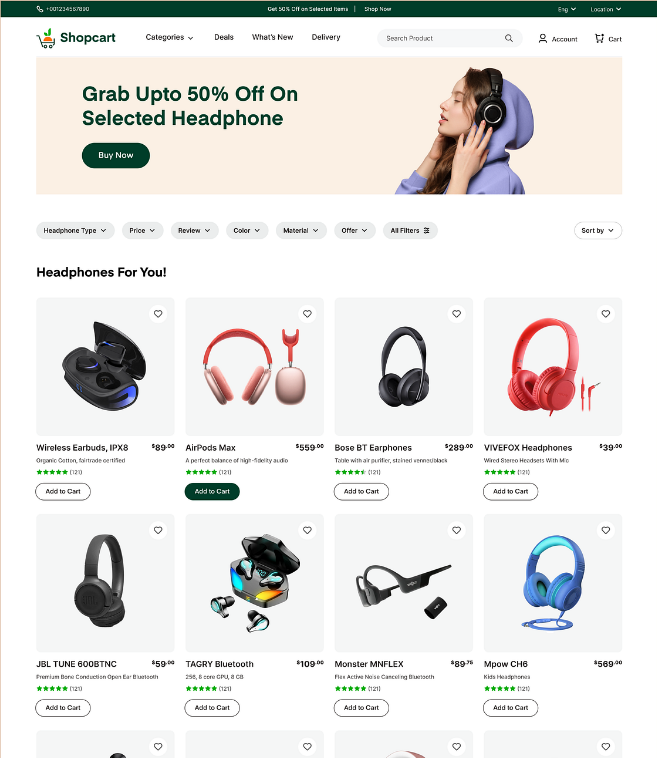 +001234567890
Get 50% Off on Selected Items | Shop Now
Eng
Location
Shopcart
Categories
Deals
What's New
Delivery
Search Product
Account
Cart
Grab Upto 50% Off On
Selected Headphone
Buy Now
Headphone Type
Price
Review
Color
Material
Offer
All Filters
Sort by
Headphones For You!
Wireless Earbuds, IPX8 $89.00
Organic Cotton, fairtrade certified
(121)
Add to Cart
AirPods Max $559.00
A perfect balance of high-fidelity audio
(121)
Add to Cart
Bose BT Earphones $289.00
Table with air purifier, stained veneer/black
(121)
Add to Cart
VIVEFOX Headphones $39.00
Wired Stereo Headsets With Mic
(121)
Add to Cart
JBL TUNE 600BTNC $59.00
Premium Bone Conduction Open Ear Bluetooth
(121)
Add to Cart
TAGRY Bluetooth $109.00
256, 8 core GPU, 8 GB
(121)
Add to Cart
Monster MNFLEX $89.75
Flex Active Noise Canceling Bluetooth
(121)
Add to Cart
Mpow CH6 $569.00
Kids Headphones
(121)
Add to Cart